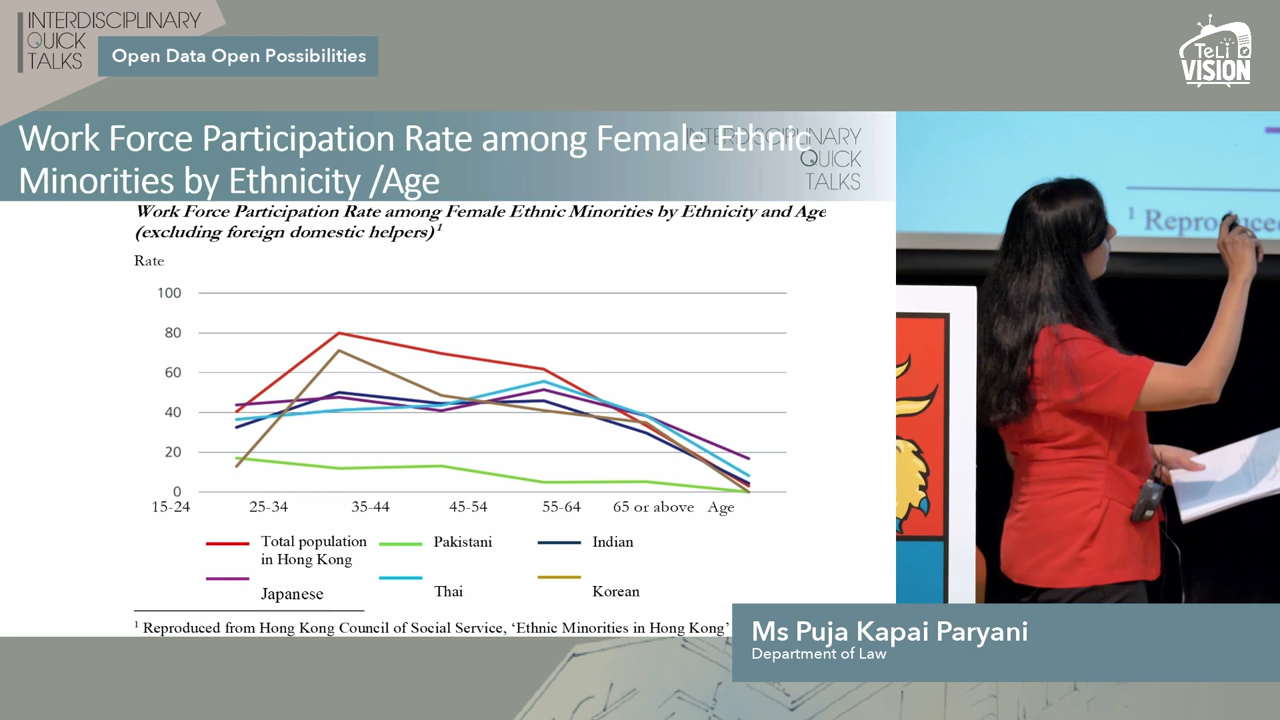 INTERDISCIPLINARY
QUICK
TALKS
Open Data Open Possibilities
TeLi
VISION
Work Force Participation Rate among Female Ethnic
Minorities by Ethnicity /Age
INTERDISCIPLINARY
QUICK
TALKS
Work Force Participation Rate among Female Ethnic Minorities by Ethnicity and Age
(excluding foreign domestic helpers)1
Rate
100
80
60
40
20
0
15-24 25-34 35-44 45-54 55-64 65 or above Age
Total population
in Hong Kong
Pakistani
Indian
Japanese
Thai
Korean
1 Reproduced from Hong Kong Council of Social Service, ‘Ethnic Minorities in Hong Kong’
1 Reproduced
Ms Puja Kapai Paryani
Department of Law